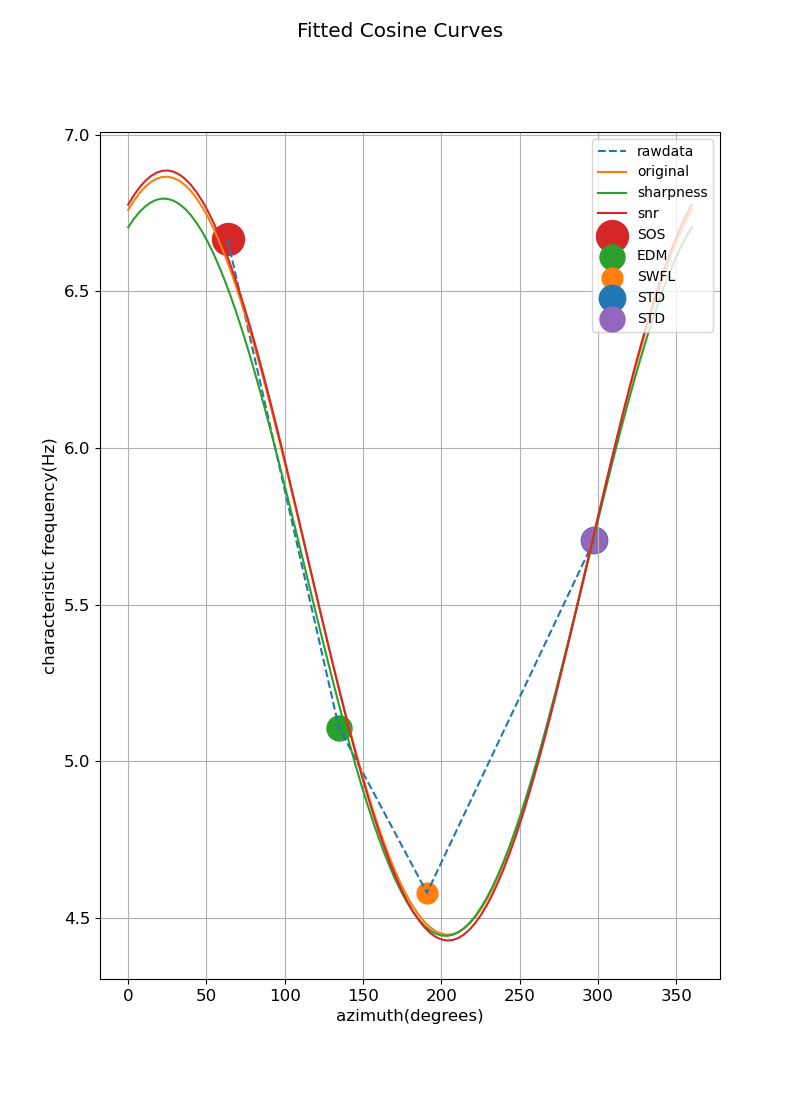 Fitted Cosine Curves
7.0
6.5
6.0
5.5
5.0
4.5
characteristic frequency(Hz)
rawdata
original
sharpness
snr
SOS
EDM
SWFL
STD
STD
0 50 100 150 200 250 300 350
azimuth(degrees)